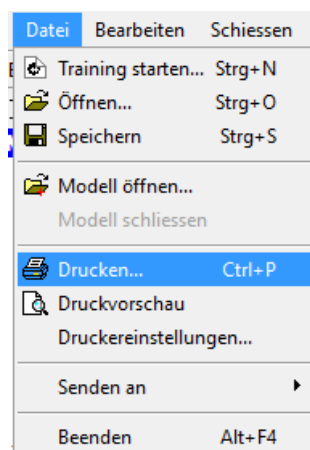 Datei Bearbeiten Schiessen
Training starten... Strg+N
Öffnen... Strg+O
Speichern Strg+S
Modell öffnen...
Modell schliessen
Drucken... Ctrl+P
Druckvorschau
Druckereinstellungen...
Senden an
Beenden Alt+F4